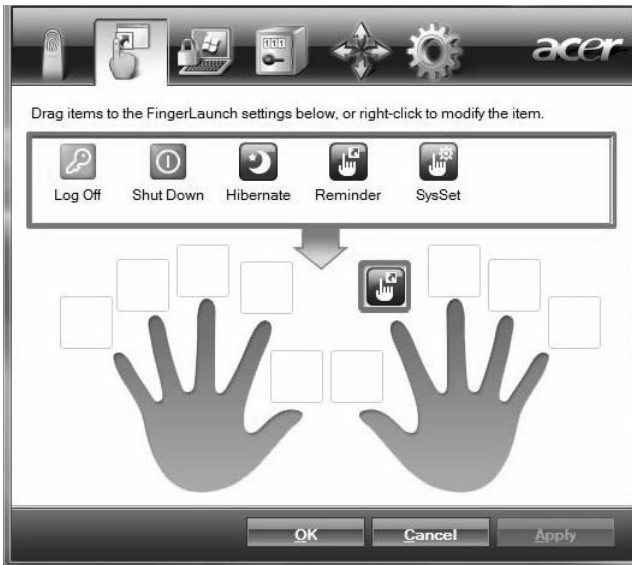 acer
Drag items to the FingerLaunch settings below, or right-click to modify the item.
Log Off Shut Down Hibernate Reminder SysSet
OK Cancel Apply